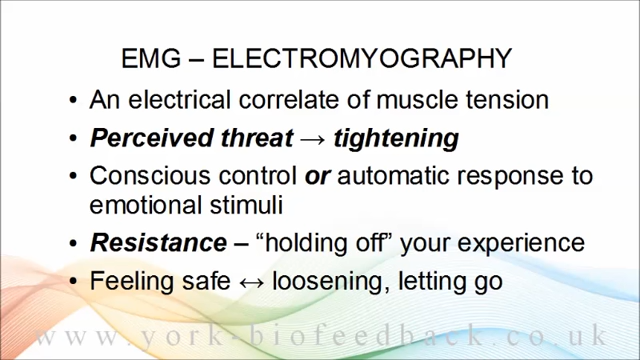 EMG – ELECTROMYOGRAPHY
• An electrical correlate of muscle tension
• Perceived threat → tightening
• Conscious control or automatic response to
emotional stimuli
• Resistance – “holding off” your experience
• Feeling safe ↔ loosening, letting go
www.york-biofeedback.co.uk